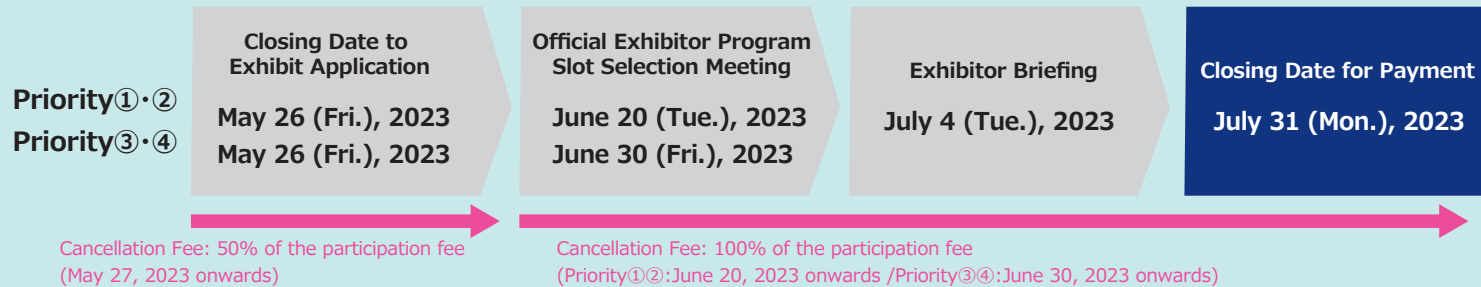 Priority①・②
Priority③・④
Closing Date to
Exhibit Application
May 26 (Fri.), 2023
May 26 (Fri.), 2023
Official Exhibitor Program
Slot Selection Meeting
June 20 (Tue.), 2023
June 30 (Fri.), 2023
Exhibitor Briefing
July 4 (Tue.), 2023
Closing Date for Payment
July 31 (Mon.), 2023
Cancellation Fee: 50% of the participation fee
(May 27, 2023 onwards)
Cancellation Fee: 100% of the participation fee
(Priority①②:June 20, 2023 onwards /Priority③④:June 30, 2023 onwards)